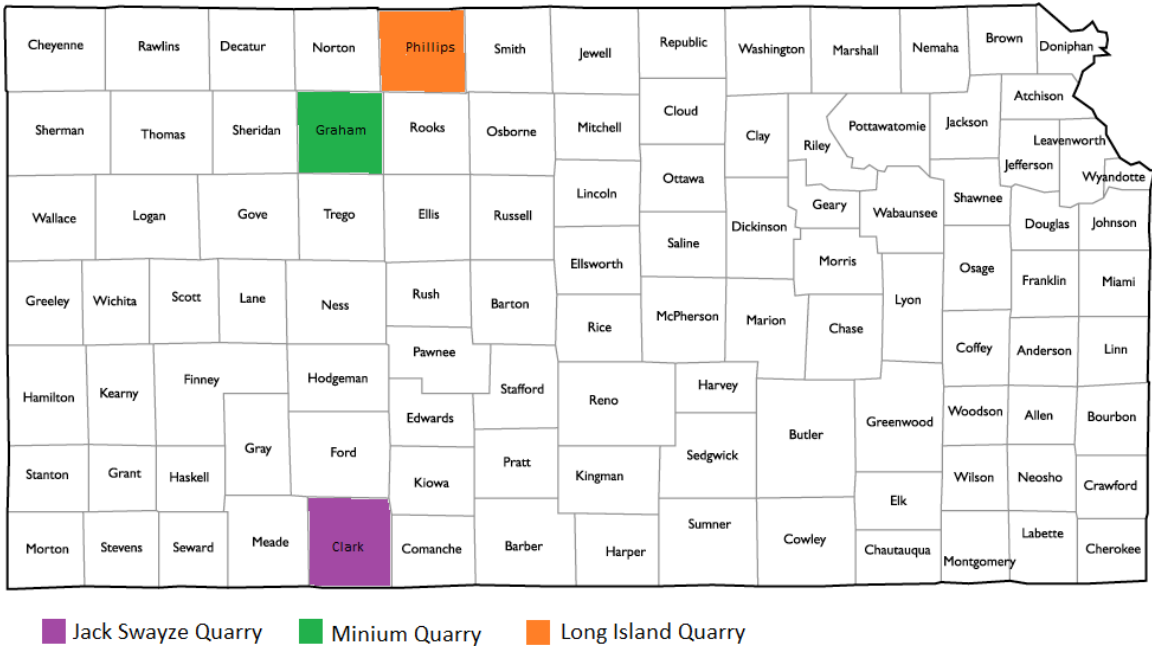 Cheyenne Rawlins Decatur Norton Phillips Smith Jewell Republic Washington Marshall Nemaha Brown Doniphan
Atchison
Sherman Thomas Sheridan Graham Rooks Osborne Mitchell Cloud Clay Riley Pottawatomie Jackson
Leavenworth
Jefferson
Wyandotte
Lincoln Ottawa
Wallace Logan Gove Trego Ellis Russell Dickinson Geary Wabaunsee Shawnee Douglas Johnson
Saline
Ellsworth Morris Osage Franklin Miami
Greeley Wichita Scott Lane Ness Rush Barton Lyon
Rice McPherson Marion Chase
Pawnee Coffey Anderson Linn
Hamilton Kearny Finney Hodgeman Stafford Reno Harvey
Edwards Greenwood Woodson Allen Bourbon
Gray Ford Butler
Stanton Grant Haskell Kiowa Pratt Kingman Sedgwick Wilson Neosho Crawford
Elk
Morton Stevens Seward Meade Clark Comanche Barber Harper Sumner Cowley Chautauqua Montgomery Labette Cherokee
Jack Swayze Quarry Minium Quarry Long Island Quarry